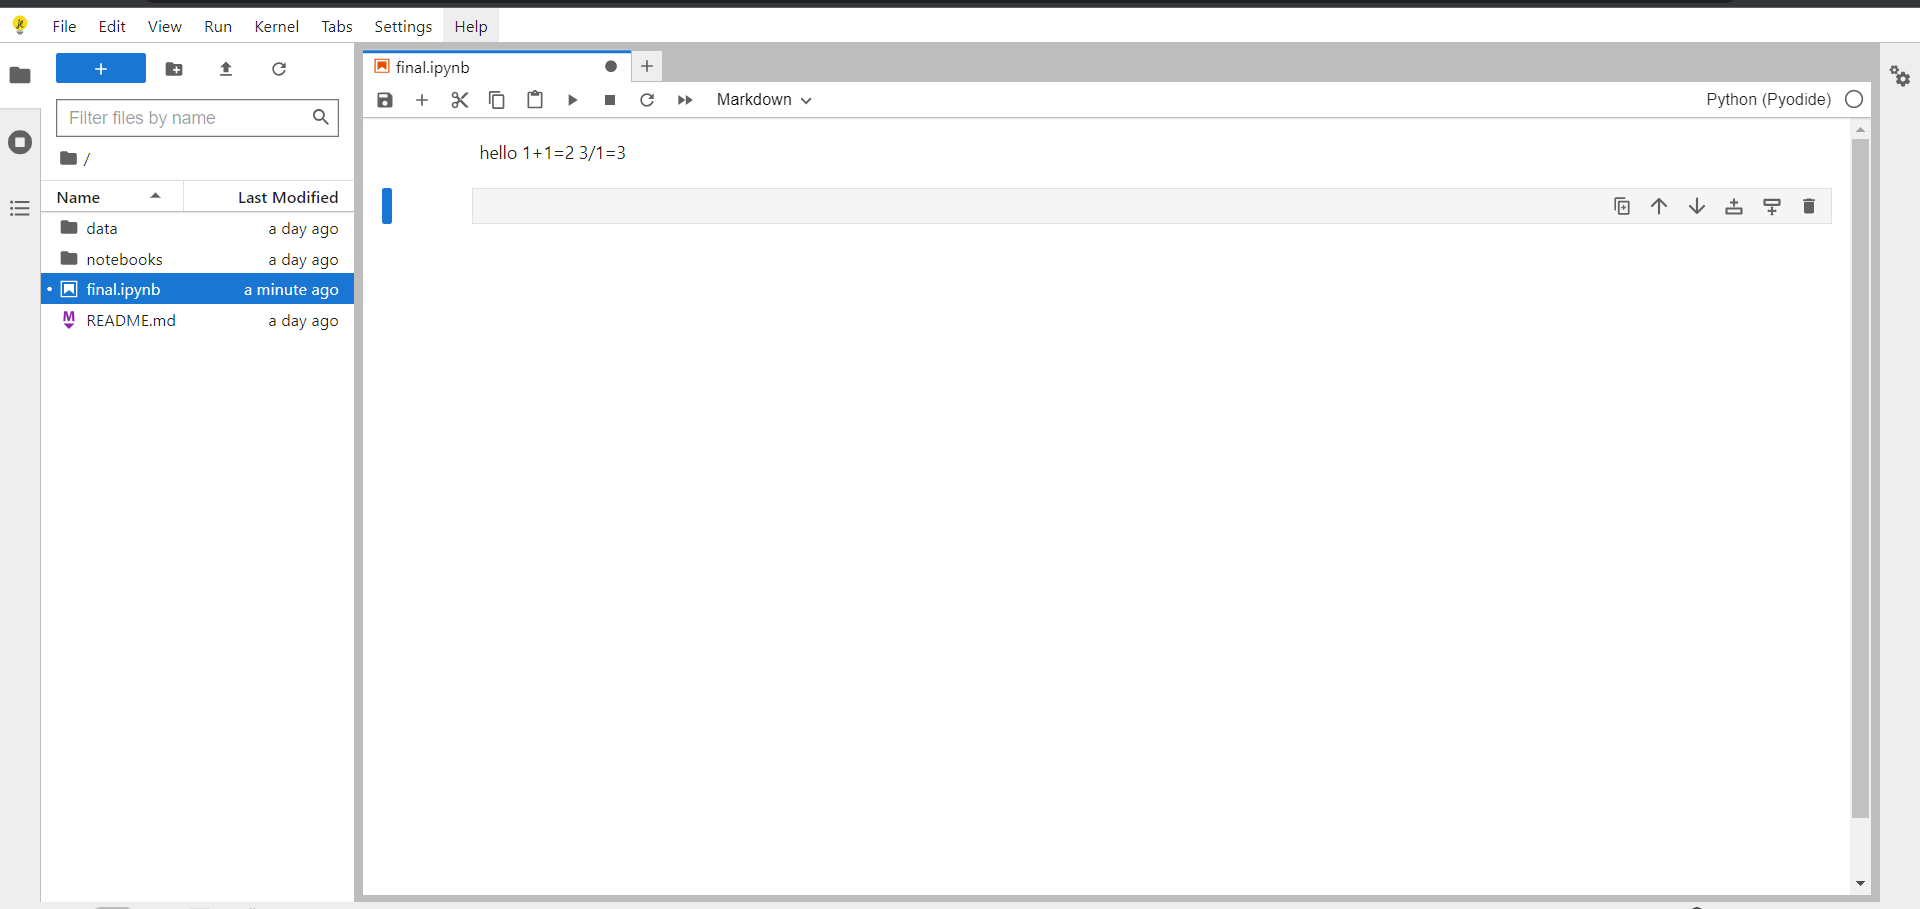 File Edit View Run Kernel Tabs Settings Help
Filter files by name
/
Name Last Modified
data a day ago
notebooks a day ago
final.ipynb a minute ago
README.md a day ago
final.ipynb
Markdown Python (Pyodide)
hello 1+1=2 3/1=3